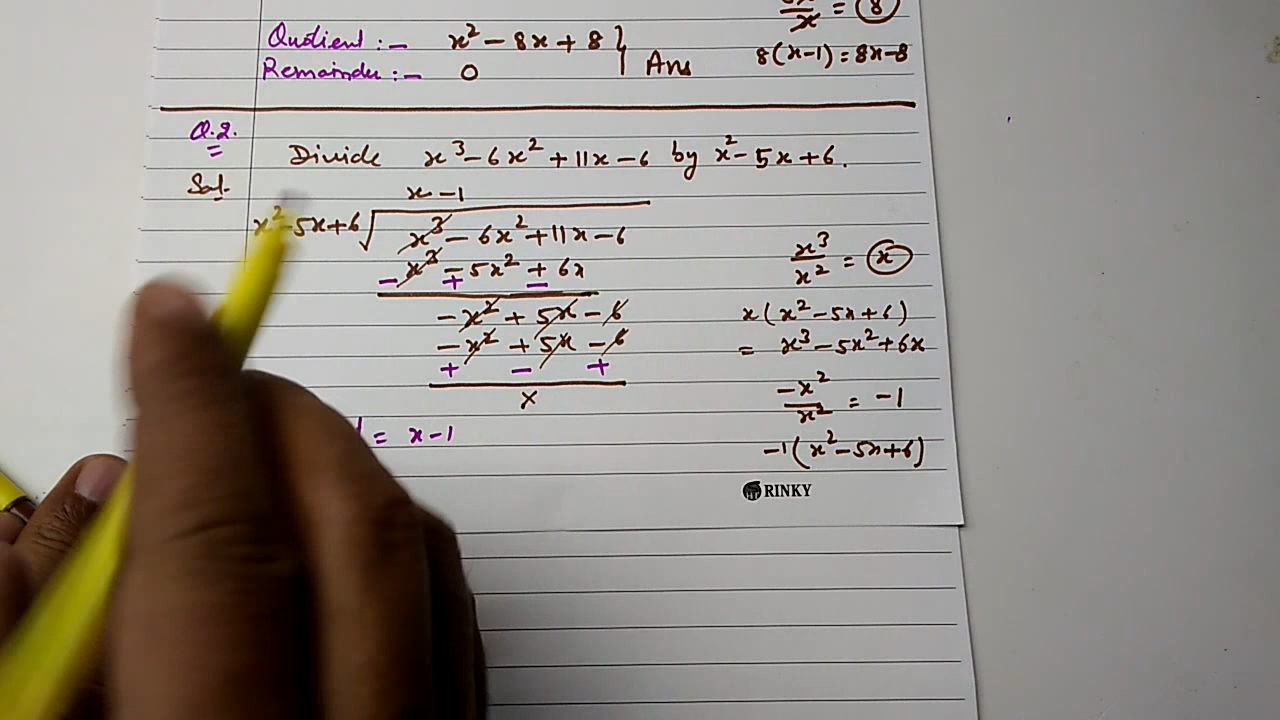 = 8
Quotient :- x² - 8x + 8 } Ans
Remainder :- 0
8(x-1) = 8x-8
Q.2.
Divide x³ - 6x² + 11x - 6 by x² - 5x + 6.
Sol.
x - 1
x² - 5x + 6 √ x³ - 6x² + 11x - 6
x³ - 5x² + 6x
- + -
- x² + 5x - 6
- x² + 5x - 6
+ - +
x
= x - 1
x³/x² = x
x(x² - 5x + 6)
= x³ - 5x² + 6x
-x²/x² = -1
-1(x² - 5x + 6)
RINKY